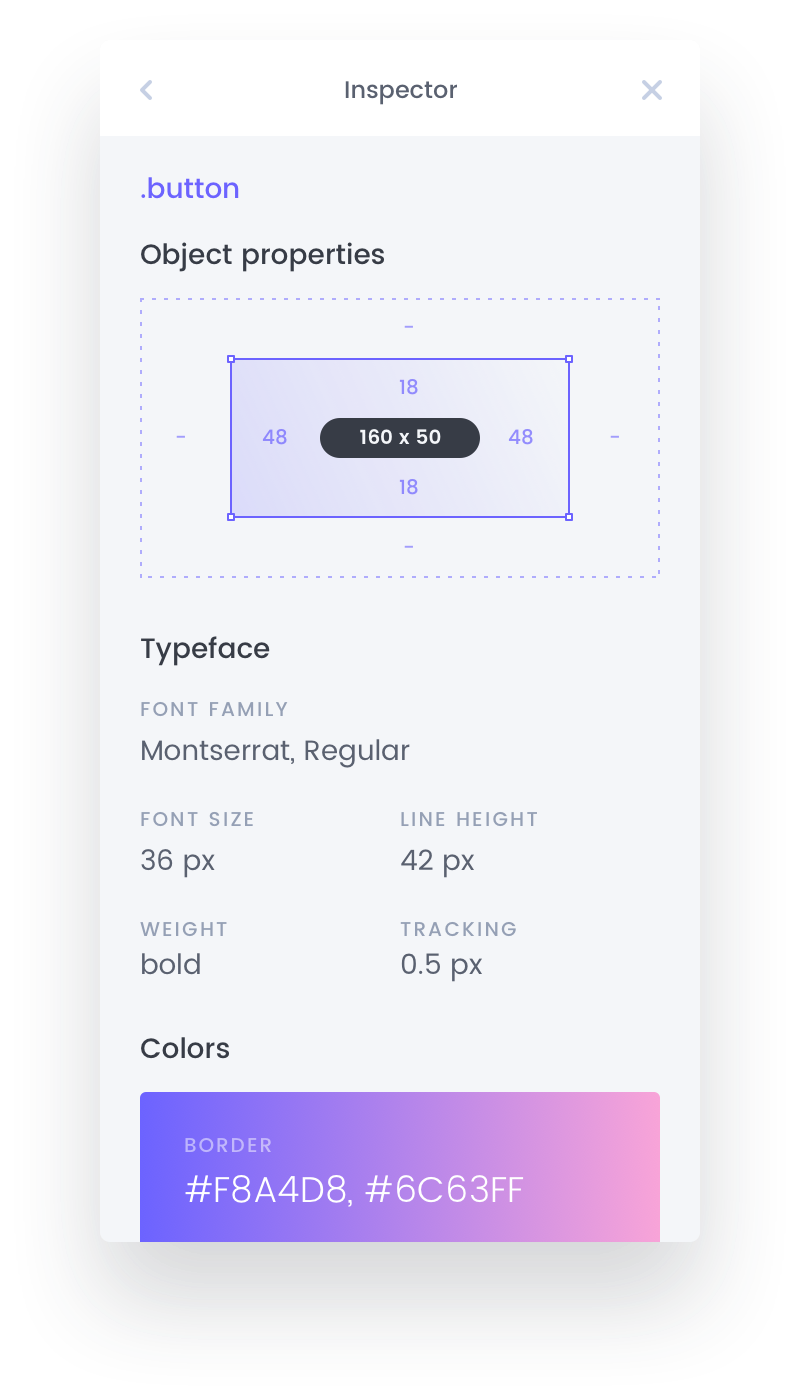 Inspector
.button
Object properties
-
18
- 48 160 x 50 48 -
18
-
Typeface
FONT FAMILY
Montserrat, Regular
FONT SIZE LINE HEIGHT
36 px 42 px
WEIGHT TRACKING
bold 0.5 px
Colors
BORDER
#F8A4D8, #6C63FF